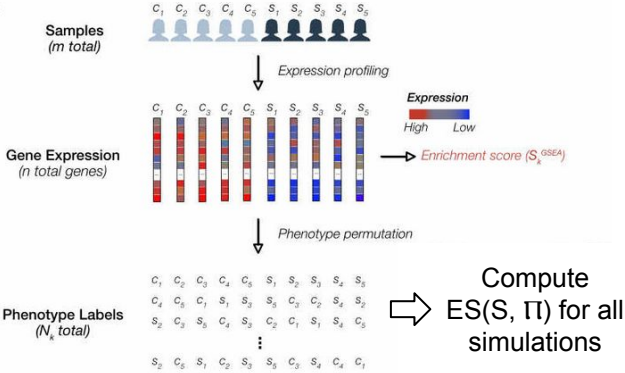 C1 C2 C3 C4 C5 S1 S2 S3 S4 S5
Samples
(m total)
Expression profiling
C1 C2 C3 C4 C5 S1 S2 S3 S4 S5
Expression
High Low
Gene Expression
(n total genes)
Enrichment score (Sk^GSEA)
Phenotype permutation
C1 C2 C3 C4 C5 S1 S2 S3 S4 S5
C4 C5 C1 S1 S3 S5 C3 C2 S4 S2
S2 C3 S5 C4 S3 C2 C1 S1 S4 C5
⋮
S2 C5 S1 C2 S3 S5 C3 S4 C4 C1
Phenotype Labels
(Nk total)
Compute
ES(S, Π) for all
simulations